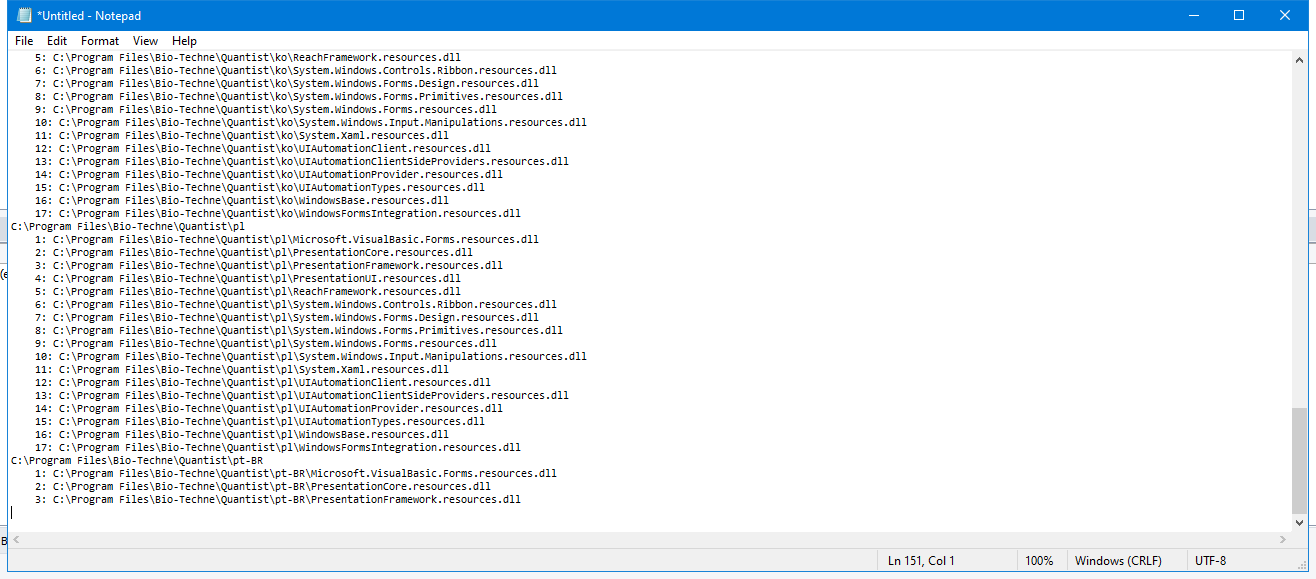 *Untitled - Notepad
File Edit Format View Help
5: C:\Program Files\Bio-Techne\Quantist\ko\ReachFramework.resources.dll
6: C:\Program Files\Bio-Techne\Quantist\ko\System.Windows.Controls.Ribbon.resources.dll
7: C:\Program Files\Bio-Techne\Quantist\ko\System.Windows.Forms.Design.resources.dll
8: C:\Program Files\Bio-Techne\Quantist\ko\System.Windows.Forms.Primitives.resources.dll
9: C:\Program Files\Bio-Techne\Quantist\ko\System.Windows.Forms.resources.dll
10: C:\Program Files\Bio-Techne\Quantist\ko\System.Windows.Input.Manipulations.resources.dll
11: C:\Program Files\Bio-Techne\Quantist\ko\System.Xaml.resources.dll
12: C:\Program Files\Bio-Techne\Quantist\ko\UIAutomationClient.resources.dll
13: C:\Program Files\Bio-Techne\Quantist\ko\UIAutomationClientSideProviders.resources.dll
14: C:\Program Files\Bio-Techne\Quantist\ko\UIAutomationProvider.resources.dll
15: C:\Program Files\Bio-Techne\Quantist\ko\UIAutomationTypes.resources.dll
16: C:\Program Files\Bio-Techne\Quantist\ko\WindowsBase.resources.dll
17: C:\Program Files\Bio-Techne\Quantist\ko\WindowsFormsIntegration.resources.dll
C:\Program Files\Bio-Techne\Quantist\pl
1: C:\Program Files\Bio-Techne\Quantist\pl\Microsoft.VisualBasic.Forms.resources.dll
2: C:\Program Files\Bio-Techne\Quantist\pl\PresentationCore.resources.dll
3: C:\Program Files\Bio-Techne\Quantist\pl\PresentationFramework.resources.dll
4: C:\Program Files\Bio-Techne\Quantist\pl\PresentationUI.resources.dll
5: C:\Program Files\Bio-Techne\Quantist\pl\ReachFramework.resources.dll
6: C:\Program Files\Bio-Techne\Quantist\pl\System.Windows.Controls.Ribbon.resources.dll
7: C:\Program Files\Bio-Techne\Quantist\pl\System.Windows.Forms.Design.resources.dll
8: C:\Program Files\Bio-Techne\Quantist\pl\System.Windows.Forms.Primitives.resources.dll
9: C:\Program Files\Bio-Techne\Quantist\pl\System.Windows.Forms.resources.dll
10: C:\Program Files\Bio-Techne\Quantist\pl\System.Windows.Input.Manipulations.resources.dll
11: C:\Program Files\Bio-Techne\Quantist\pl\System.Xaml.resources.dll
12: C:\Program Files\Bio-Techne\Quantist\pl\UIAutomationClient.resources.dll
13: C:\Program Files\Bio-Techne\Quantist\pl\UIAutomationClientSideProviders.resources.dll
14: C:\Program Files\Bio-Techne\Quantist\pl\UIAutomationProvider.resources.dll
15: C:\Program Files\Bio-Techne\Quantist\pl\UIAutomationTypes.resources.dll
16: C:\Program Files\Bio-Techne\Quantist\pl\WindowsBase.resources.dll
17: C:\Program Files\Bio-Techne\Quantist\pl\WindowsFormsIntegration.resources.dll
C:\Program Files\Bio-Techne\Quantist\pt-BR
1: C:\Program Files\Bio-Techne\Quantist\pt-BR\Microsoft.VisualBasic.Forms.resources.dll
2: C:\Program Files\Bio-Techne\Quantist\pt-BR\PresentationCore.resources.dll
3: C:\Program Files\Bio-Techne\Quantist\pt-BR\PresentationFramework.resources.dll
Ln 151, Col 1 100% Windows (CRLF) UTF-8